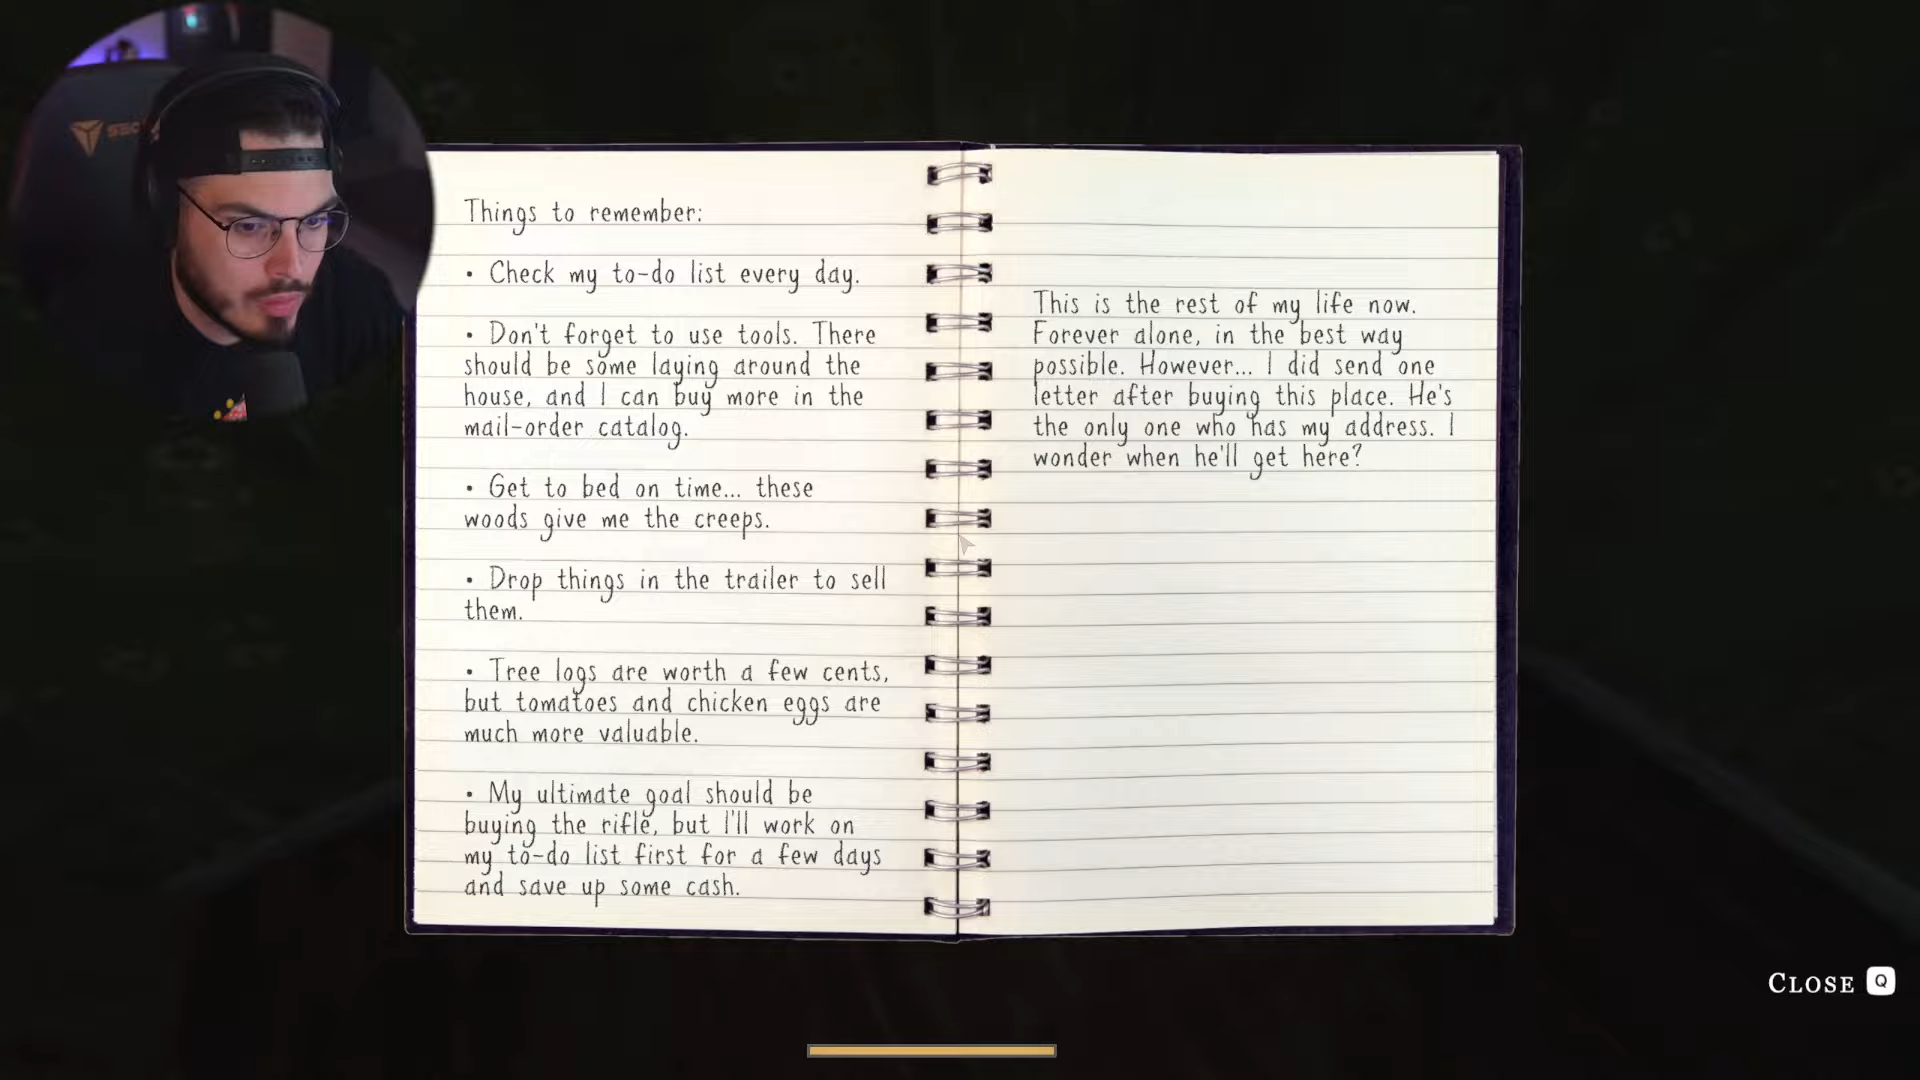 Things to remember:
• Check my to-do list every day.
• Don't forget to use tools. There
should be some laying around the
house, and I can buy more in the
mail-order catalog.
• Get to bed on time... these
woods give me the creeps.
• Drop things in the trailer to sell
them.
• Tree logs are worth a few cents,
but tomatoes and chicken eggs are
much more valuable.
• My ultimate goal should be
buying the rifle, but I'll work on
my to-do list first for a few days
and save up some cash.
This is the rest of my life now.
Forever alone, in the best way
possible. However... I did send one
letter after buying this place. He's
the only one who has my address. I
wonder when he'll get here?
CLOSE Q